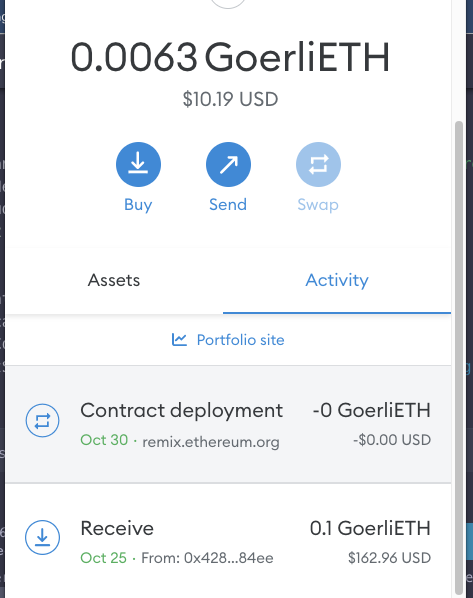 0.0063 GoerliETH
$10.19 USD
Buy Send Swap
Assets Activity
Portfolio site
Contract deployment -0 GoerliETH
Oct 30 · remix.ethereum.org -$0.00 USD
Receive 0.1 GoerliETH
Oct 25 · From: 0x428...84ee $162.96 USD